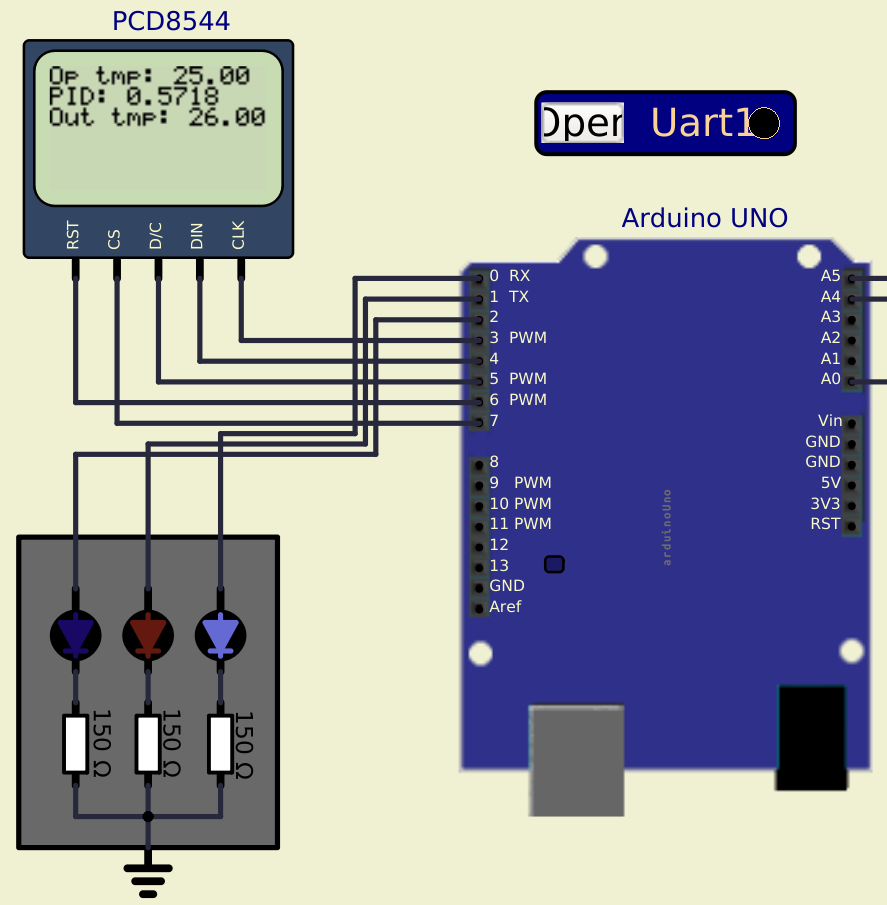 PCD8544
Op tmp: 25.00
PID: 0.5718
Out tmp: 26.00
RST
CS
D/C
DIN
CLK
Open Uart1
Arduino UNO
0 RX
1 TX
2
3 PWM
4
5 PWM
6 PWM
7
8
9 PWM
10 PWM
11 PWM
12
13
GND
Aref
A5
A4
A3
A2
A1
A0
Vin
GND
GND
5V
3V3
RST
arduinoUno
150 Ω
150 Ω
150 Ω